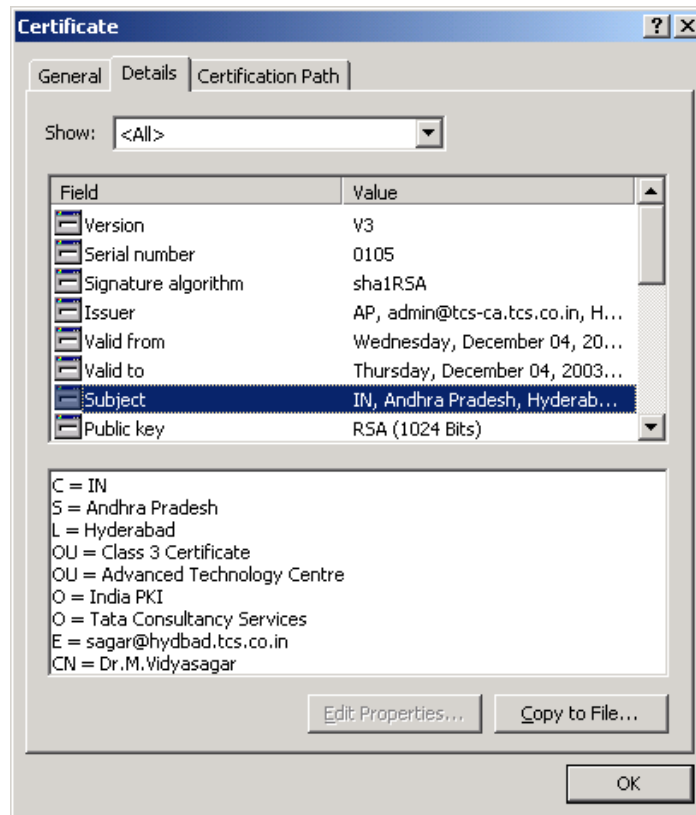 Certificate
General Details Certification Path
Show: <All>
Field Value
Version V3
Serial number 0105
Signature algorithm sha1RSA
Issuer AP, admin@tcs-ca.tcs.co.in, H...
Valid from Wednesday, December 04, 20...
Valid to Thursday, December 04, 2003...
Subject IN, Andhra Pradesh, Hyderab...
Public key RSA (1024 Bits)
C = IN
S = Andhra Pradesh
L = Hyderabad
OU = Class 3 Certificate
OU = Advanced Technology Centre
O = India PKI
O = Tata Consultancy Services
E = sagar@hydbad.tcs.co.in
CN = Dr.M.Vidyasagar
Edit Properties... Copy to File...
OK